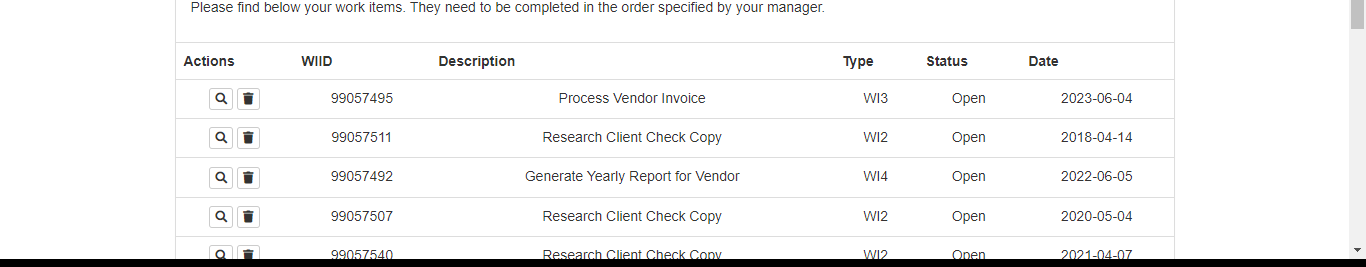 Please find below your work items. They need to be completed in the order specified by your manager.
Actions WIID Description Type Status Date
99057495 Process Vendor Invoice WI3 Open 2023-06-04
99057511 Research Client Check Copy WI2 Open 2018-04-14
99057492 Generate Yearly Report for Vendor WI4 Open 2022-06-05
99057507 Research Client Check Copy WI2 Open 2020-05-04
99057540 Research Client Check Copy WI2 Open 2021-04-07